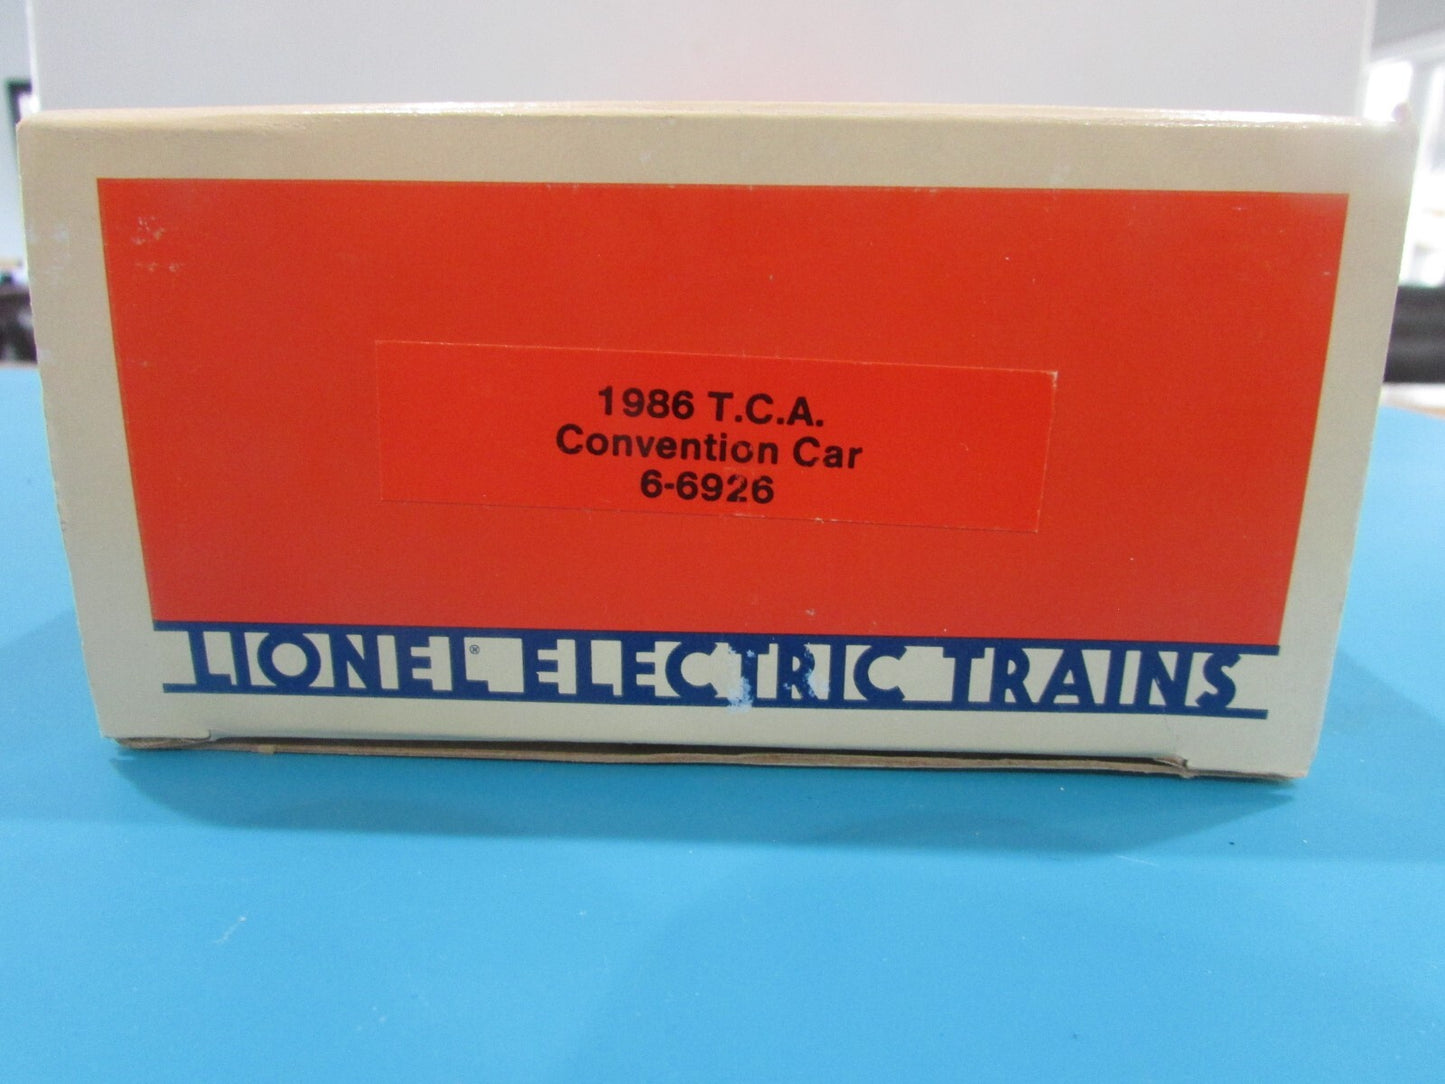 1986 T.C.A.
Convention Car
6-6926
LIONEL® ELECTRIC TRAINS